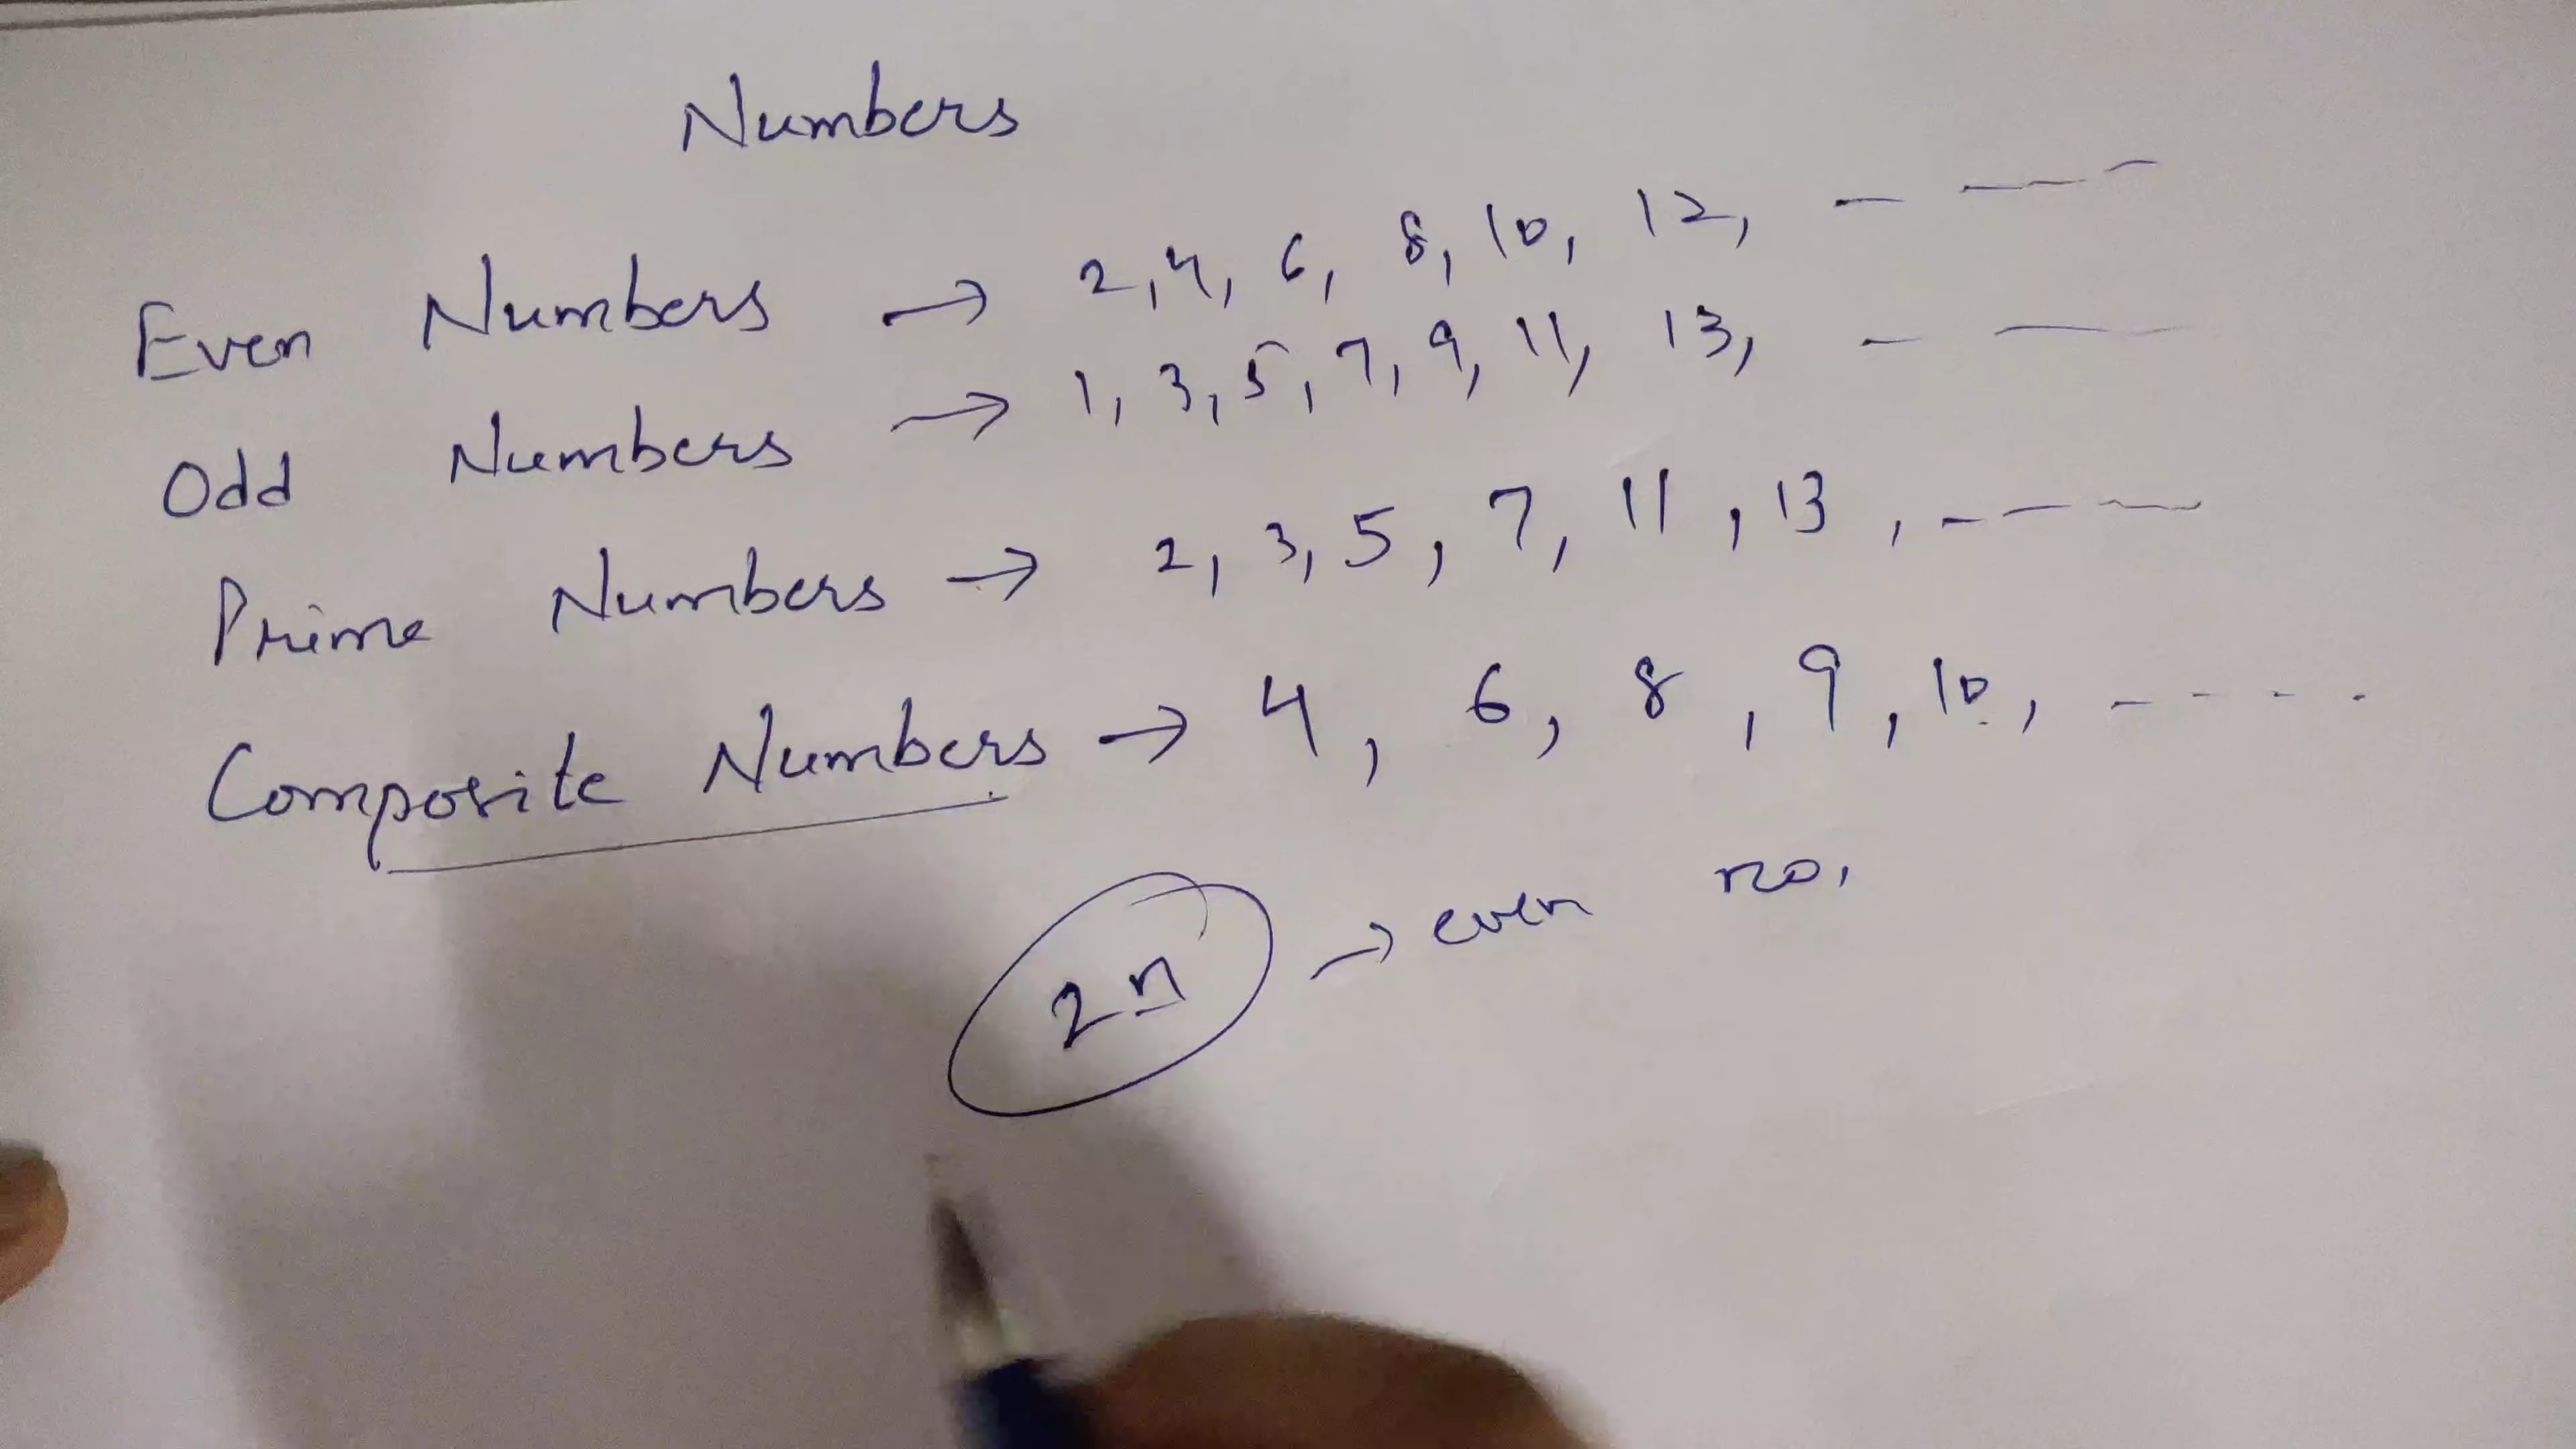 Numbers
Even Numbers → 2, 4, 6, 8, 10, 12, - - - -
Odd Numbers → 1, 3, 5, 7, 9, 11, 13, - -
Prime Numbers → 2, 3, 5, 7, 11, 13, - - - -
Composite Numbers → 4, 6, 8, 9, 10, - - - -
2n → even no.